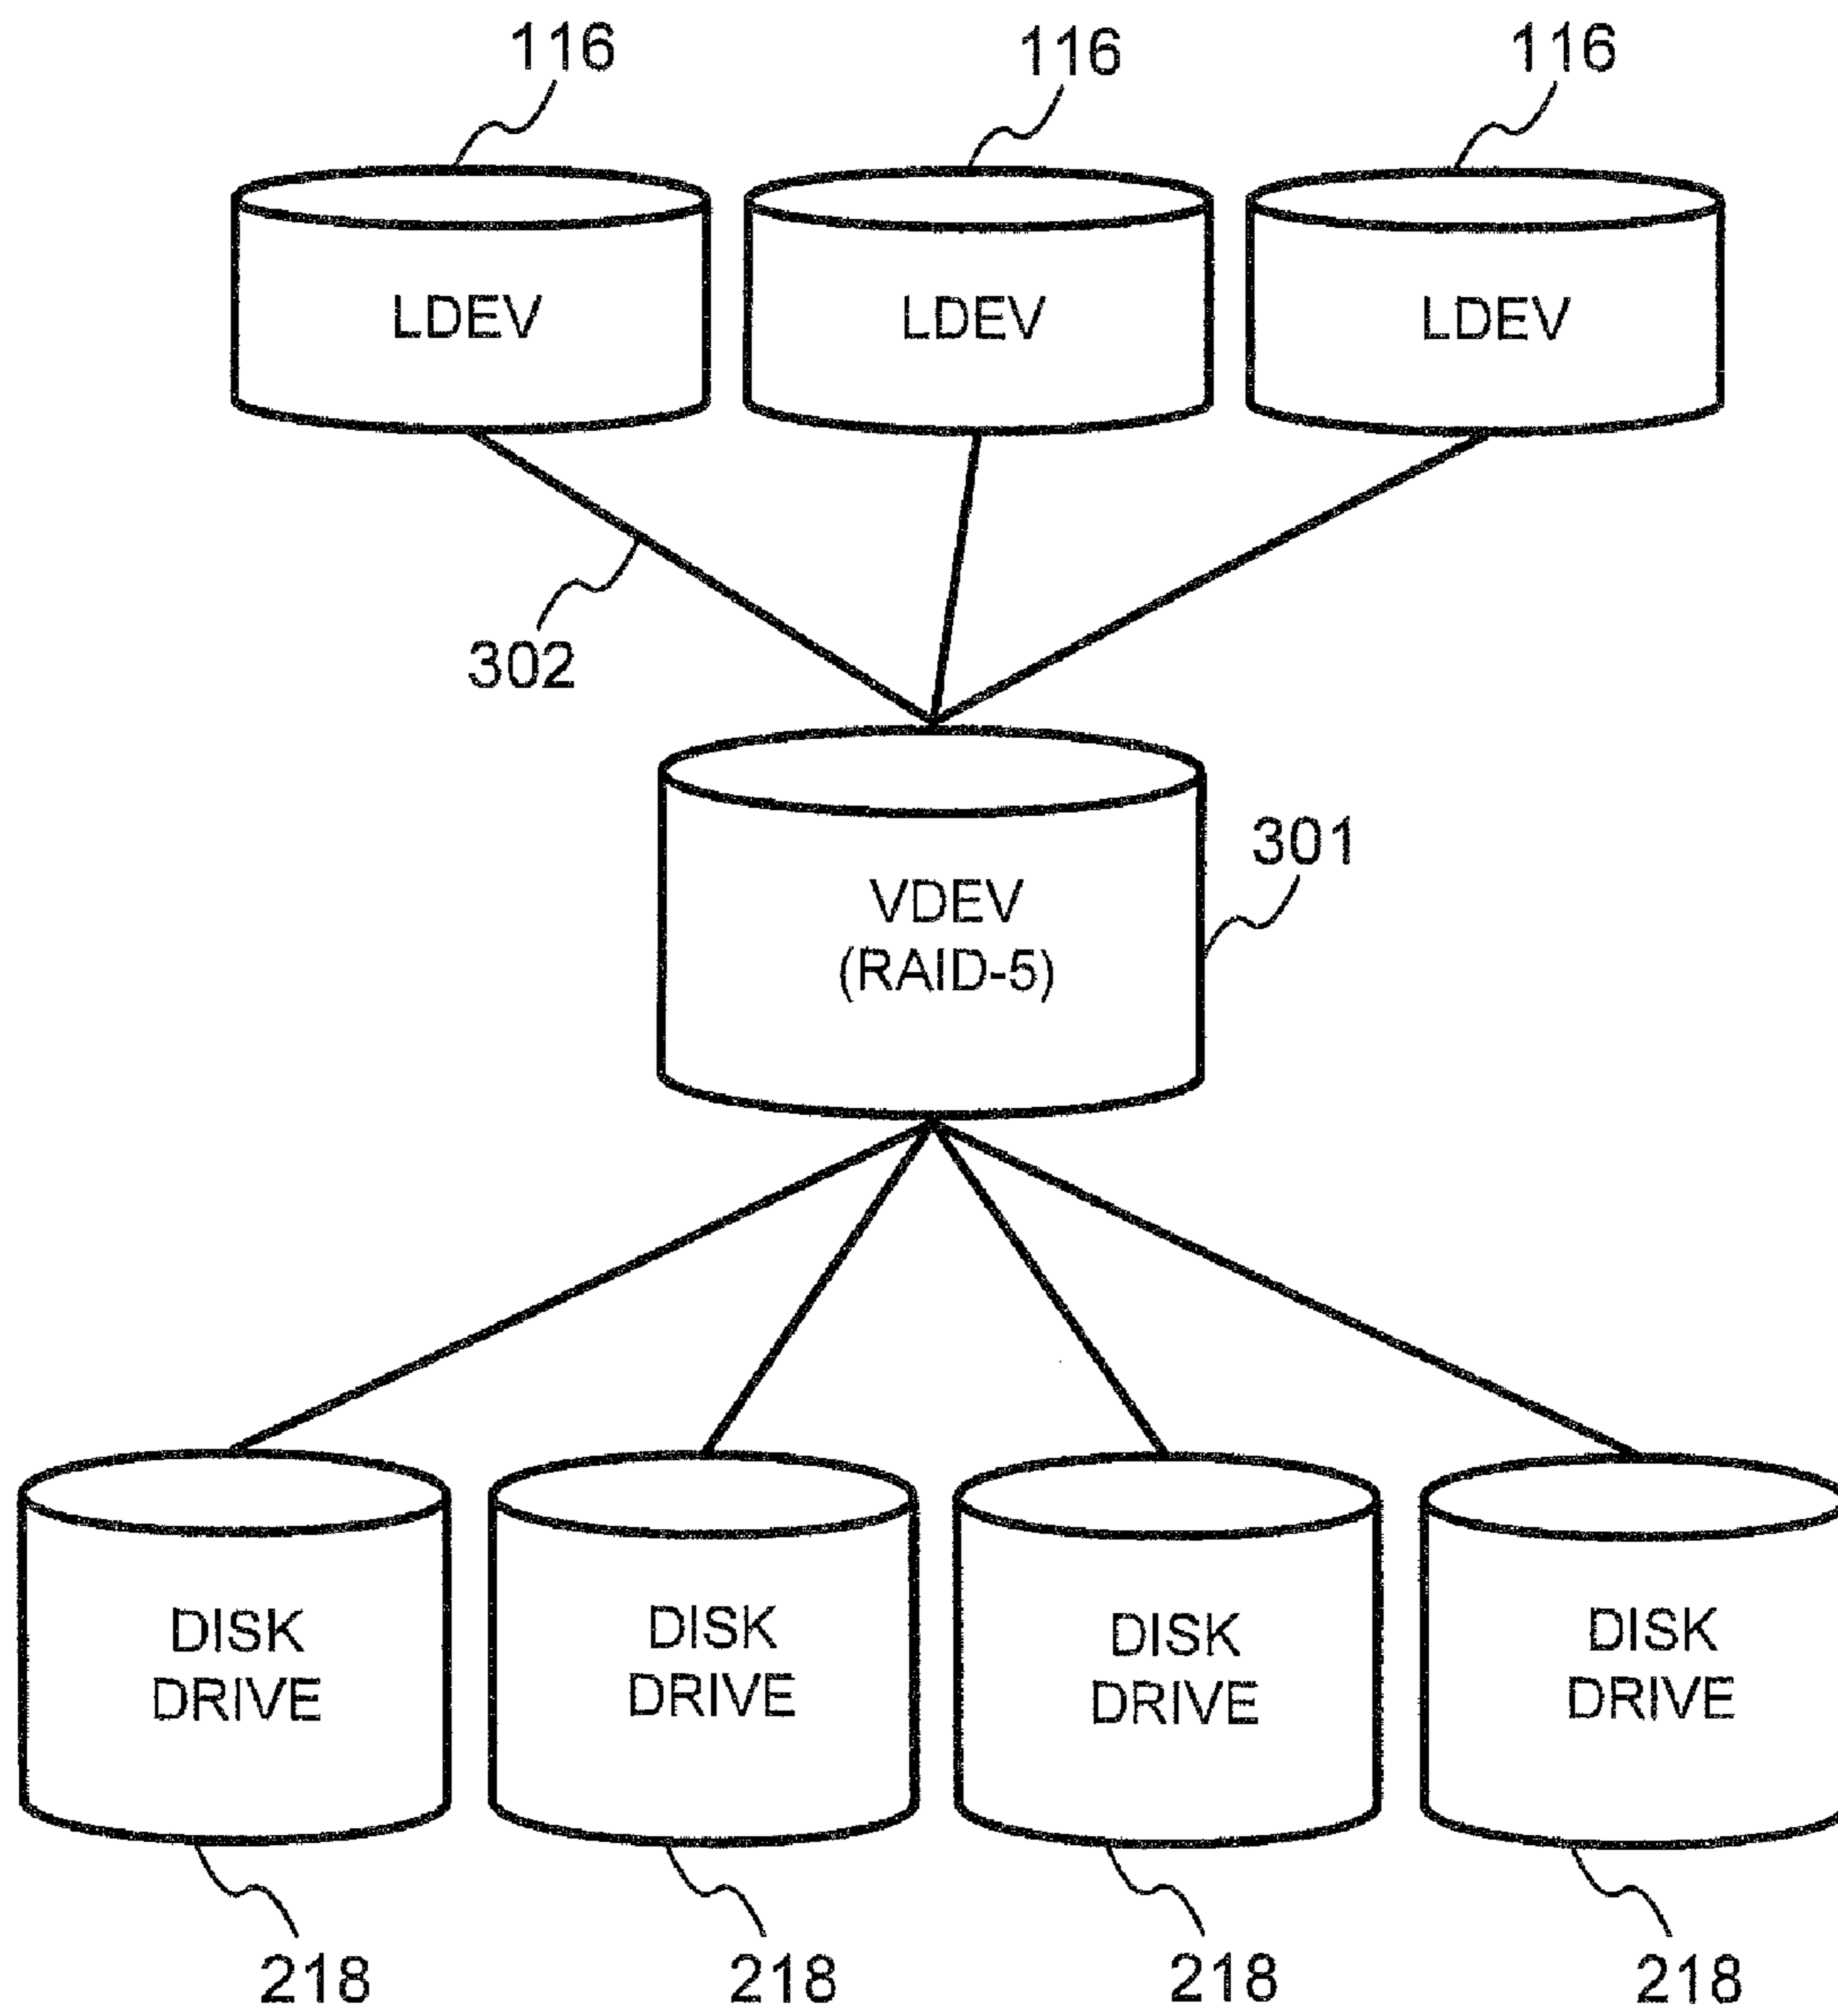 116 116 116
LDEV LDEV LDEV
302
301
VDEV
(RAID-5)
DISK DISK DISK DISK
DRIVE DRIVE DRIVE DRIVE
218 218 218 218